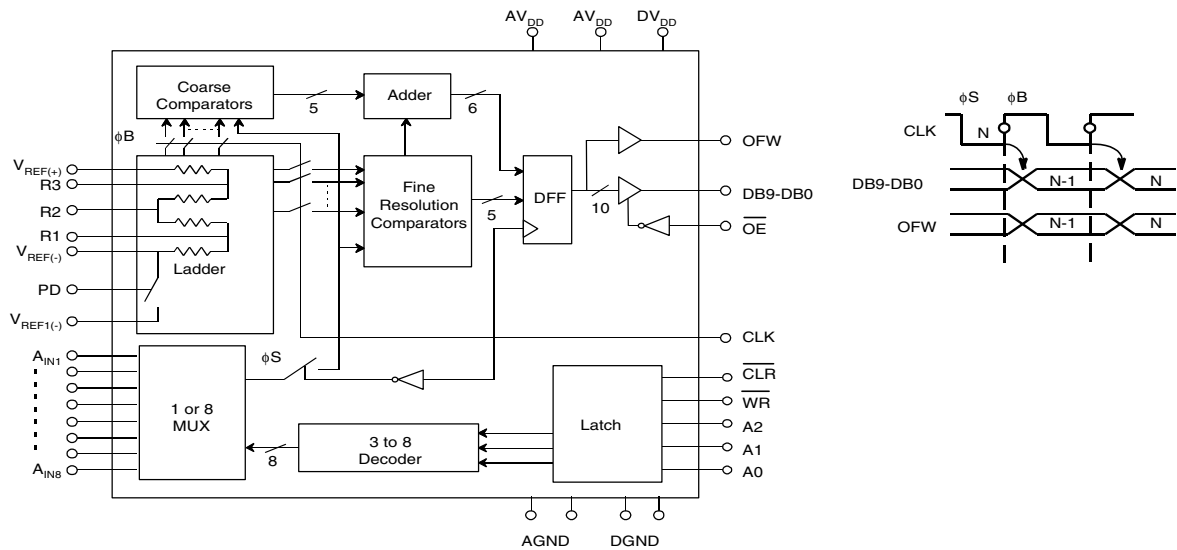 AVDD AVDD DVDD
Coarse
Comparators
5
Adder
6
ϕB
VREF(+)
R3
R2
R1
VREF(-)
Ladder
PD
VREF1(-)
Fine
Resolution
Comparators
5
DFF
10
OFW
DB9-DB0
OE
CLK
ϕS
AIN1
AIN8
1 or 8
MUX
8
3 to 8
Decoder
Latch
CLR
WR
A2
A1
A0
AGND DGND
ϕS ϕB
CLK
N
DB9-DB0
N-1 N
OFW
N-1 N